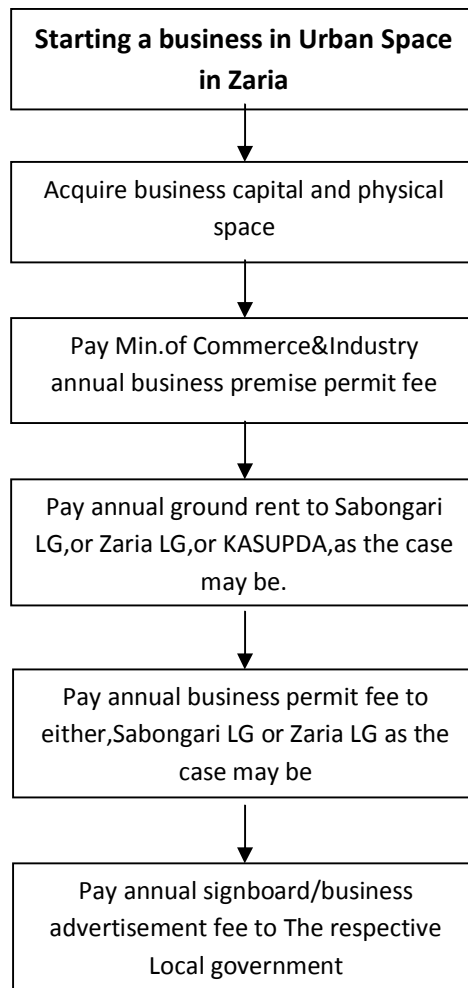 Starting a business in Urban Space
in Zaria
Acquire business capital and physical
space
Pay Min.of Commerce&Industry
annual business premise permit fee
Pay annual ground rent to Sabongari
LG,or Zaria LG,or KASUPDA,as the case
may be.
Pay annual business permit fee to
either,Sabongari LG or Zaria LG as the
case may be
Pay annual signboard/business
advertisement fee to The respective
Local government